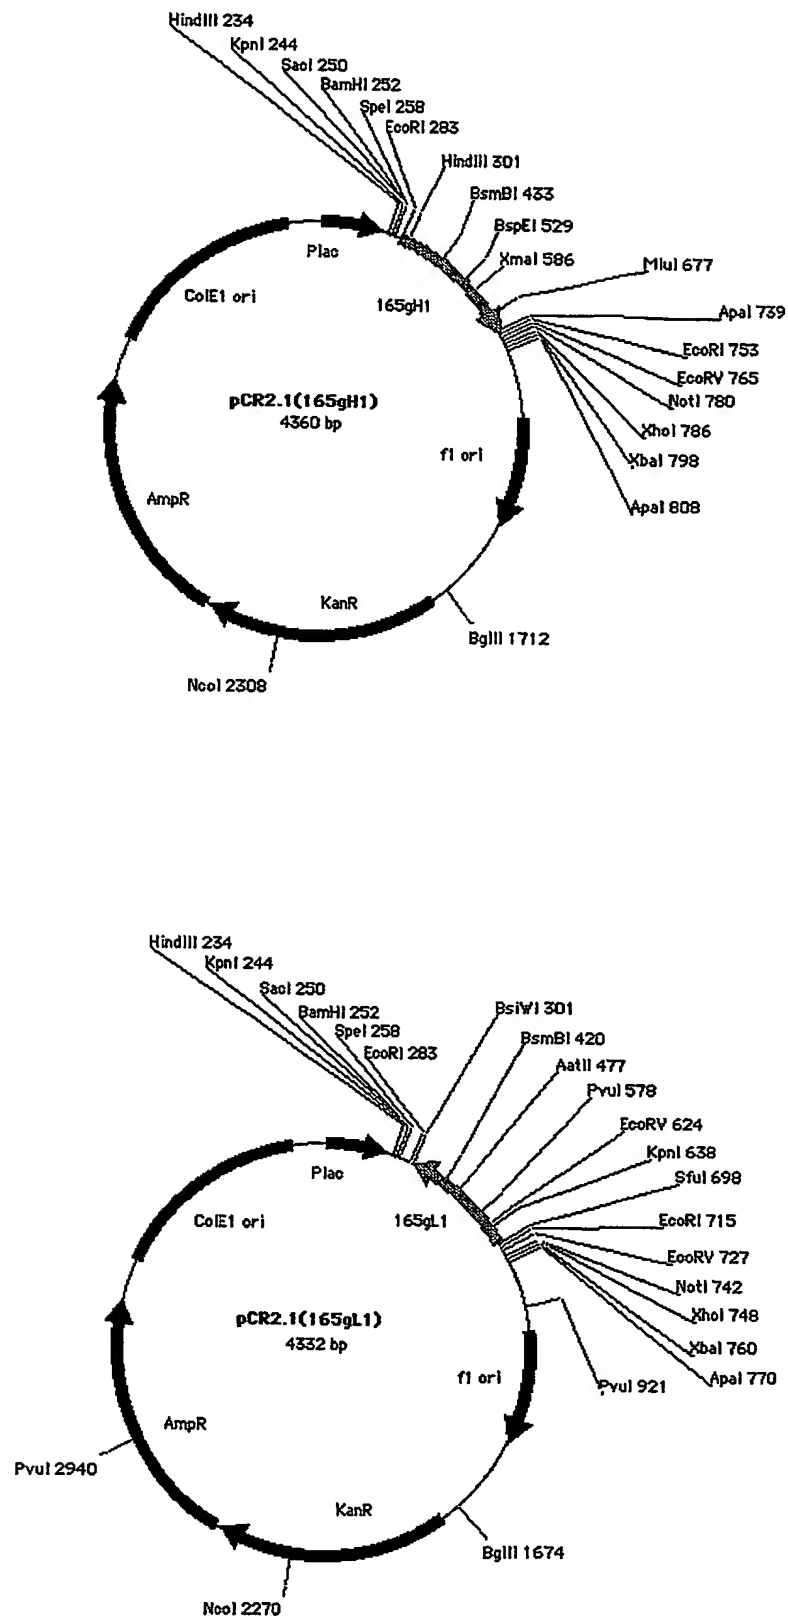 HindIII 234
KpnI 244
SacI 250
BamHI 252
SpeI 258
EcoRI 283
HindIII 301
BsmBI 433
BspEI 529
XmaI 586
MluI 677
Plac
ApaI 739
ColE1 ori
165gH1
EcoRI 753
EcoRV 765
pCR2.1(165gH1)
NotI 780
4360 bp
XhoI 786
f1 ori
XbaI 798
AmpR
ApaI 808
KanR
BglII 1712
NcoI 2308
HindIII 234
KpnI 244
SacI 250
BamHI 252
SpeI 258
EcoRI 283
BsiWI 301
BsmBI 420
AatII 477
PvuI 578
EcoRV 624
KpnI 638
Plac
SfuI 698
ColE1 ori
165gL1
EcoRI 715
EcoRV 727
NotI 742
pCR2.1(165gL1)
XhoI 748
4332 bp
XbaI 760
f1 ori
ApaI 770
PvuI 921
AmpR
PvuI 2940
KanR
BglII 1674
NcoI 2270